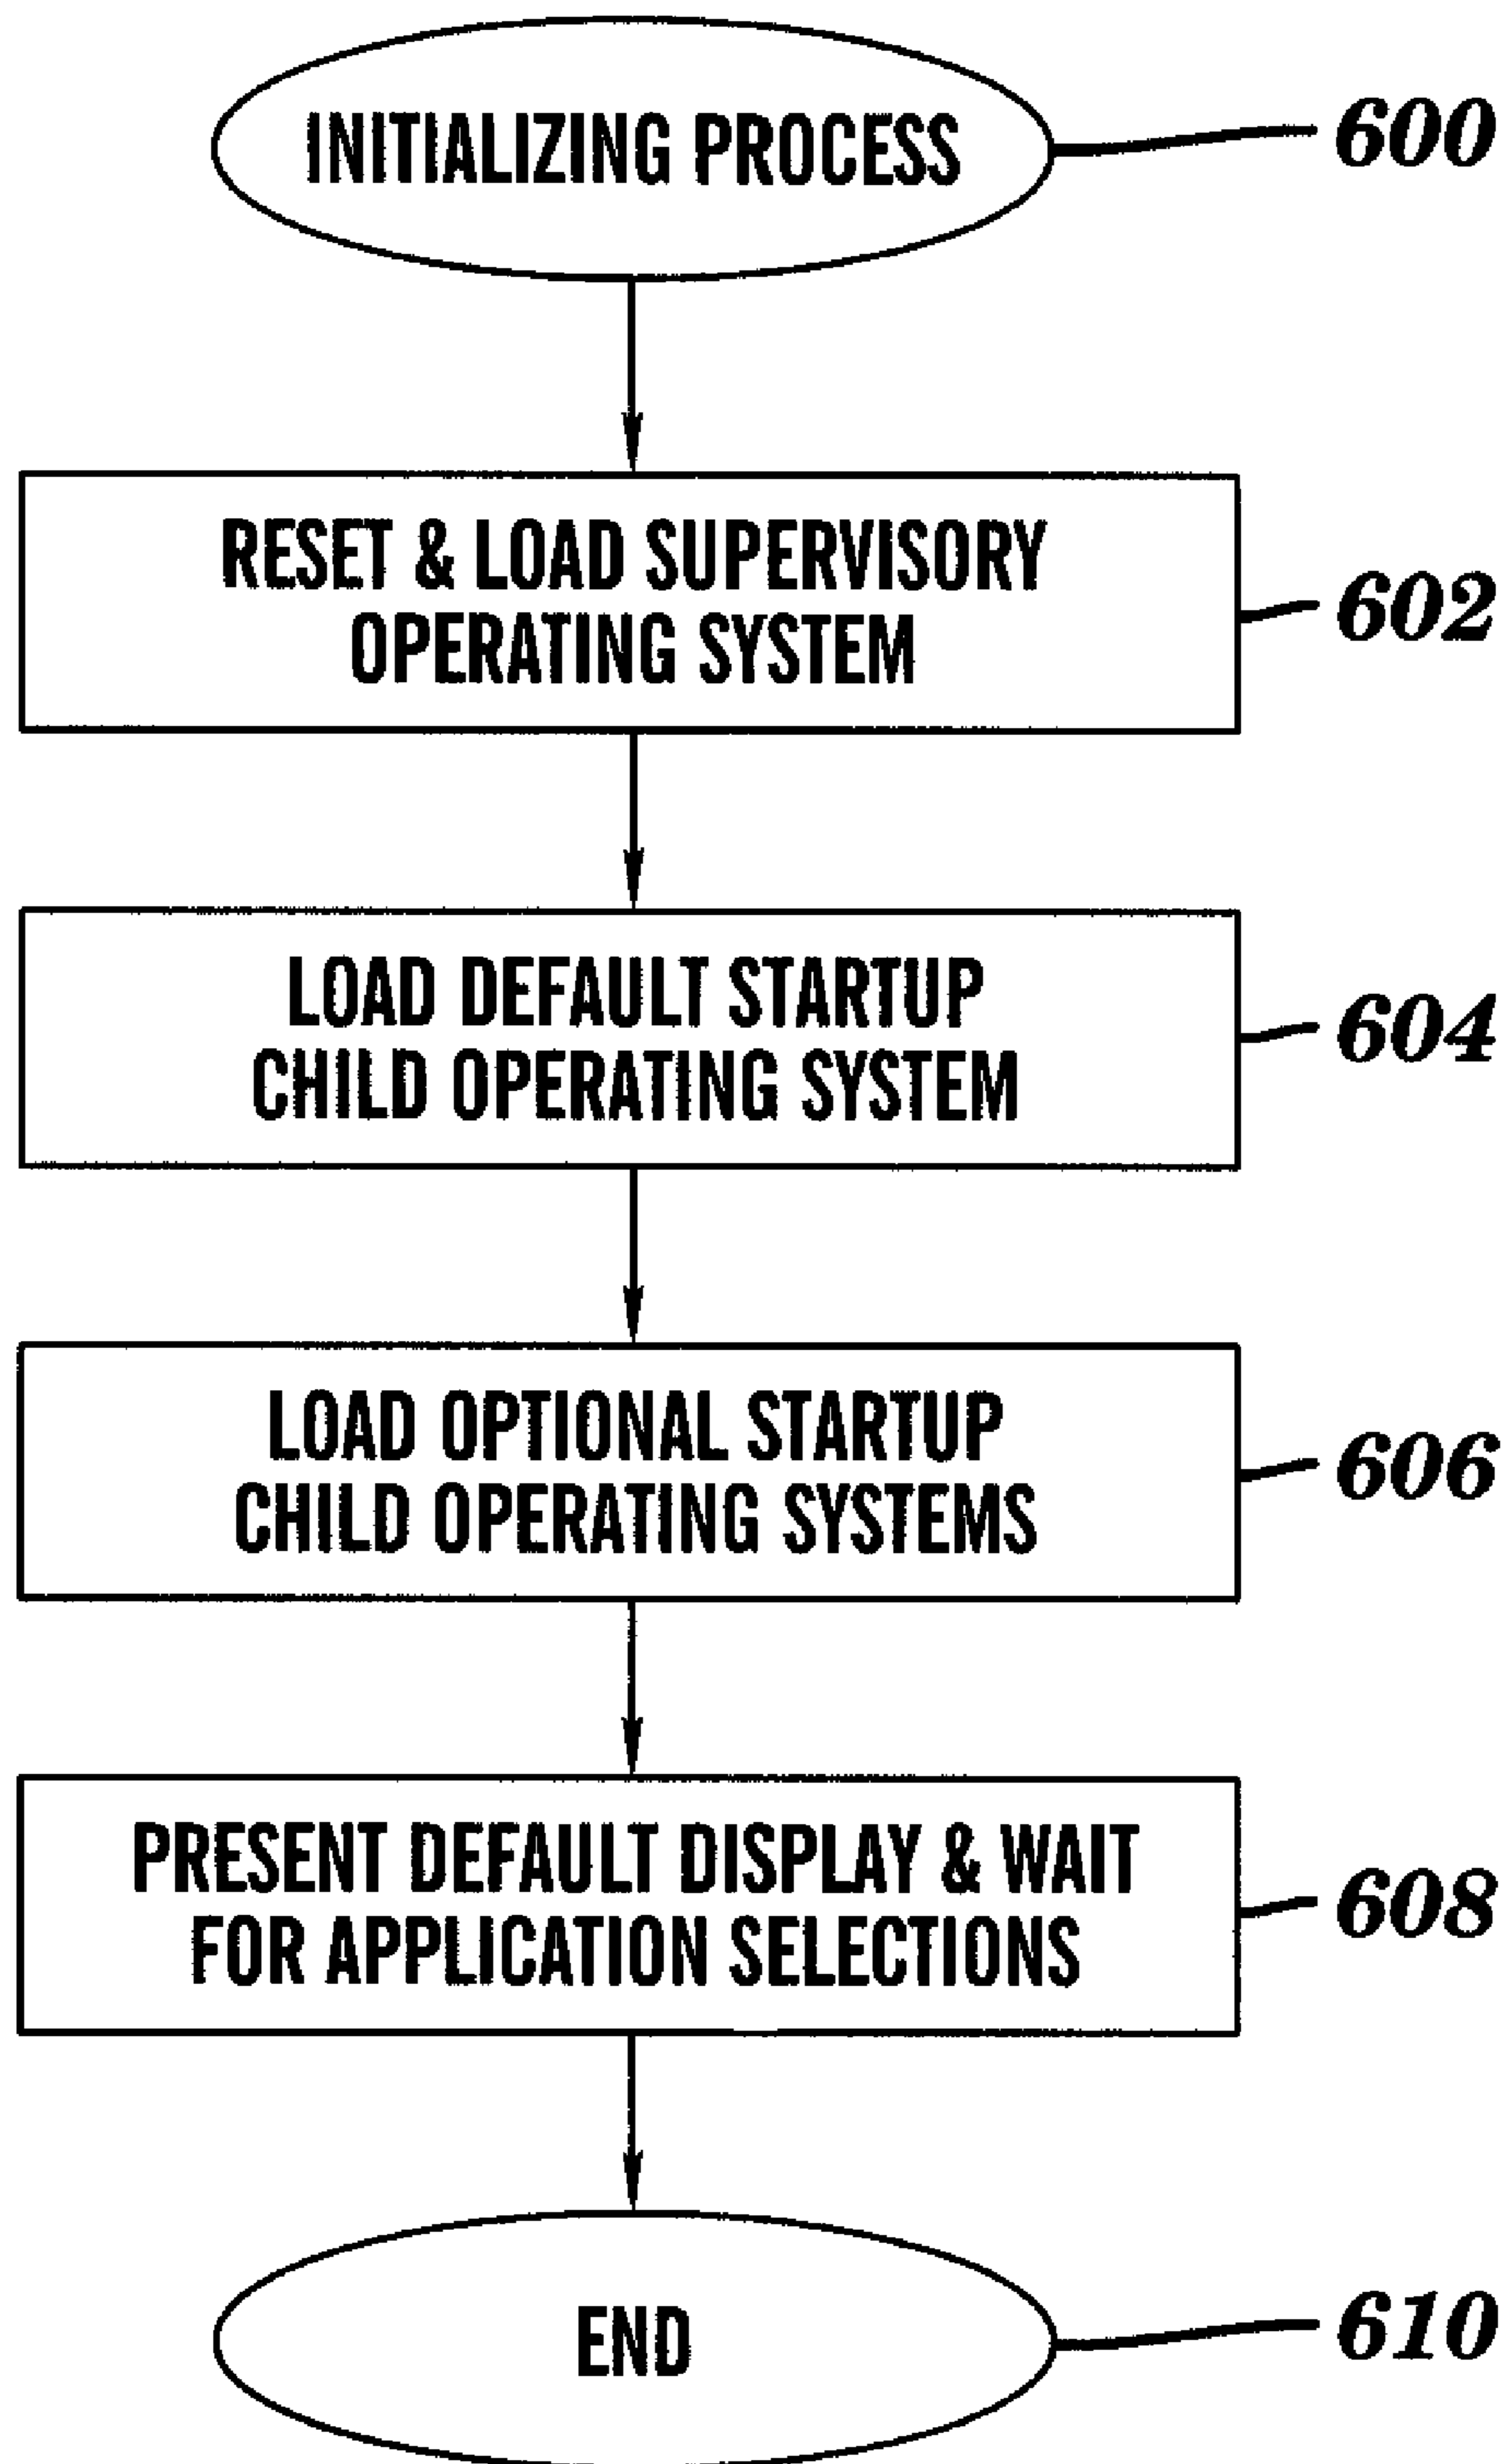 INITIALIZING PROCESS
600
RESET & LOAD SUPERVISORY
OPERATING SYSTEM
602
LOAD DEFAULT STARTUP
CHILD OPERATING SYSTEM
604
LOAD OPTIONAL STARTUP
CHILD OPERATING SYSTEMS
606
PRESENT DEFAULT DISPLAY & WAIT
FOR APPLICATION SELECTIONS
608
END
610